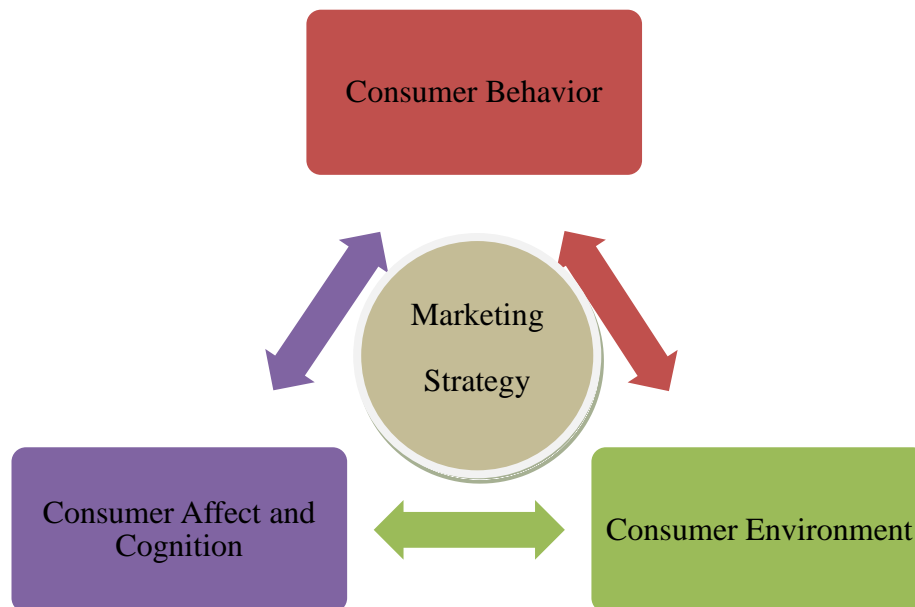 Consumer Behavior
Marketing
Strategy
Consumer Affect and
Cognition
Consumer Environment